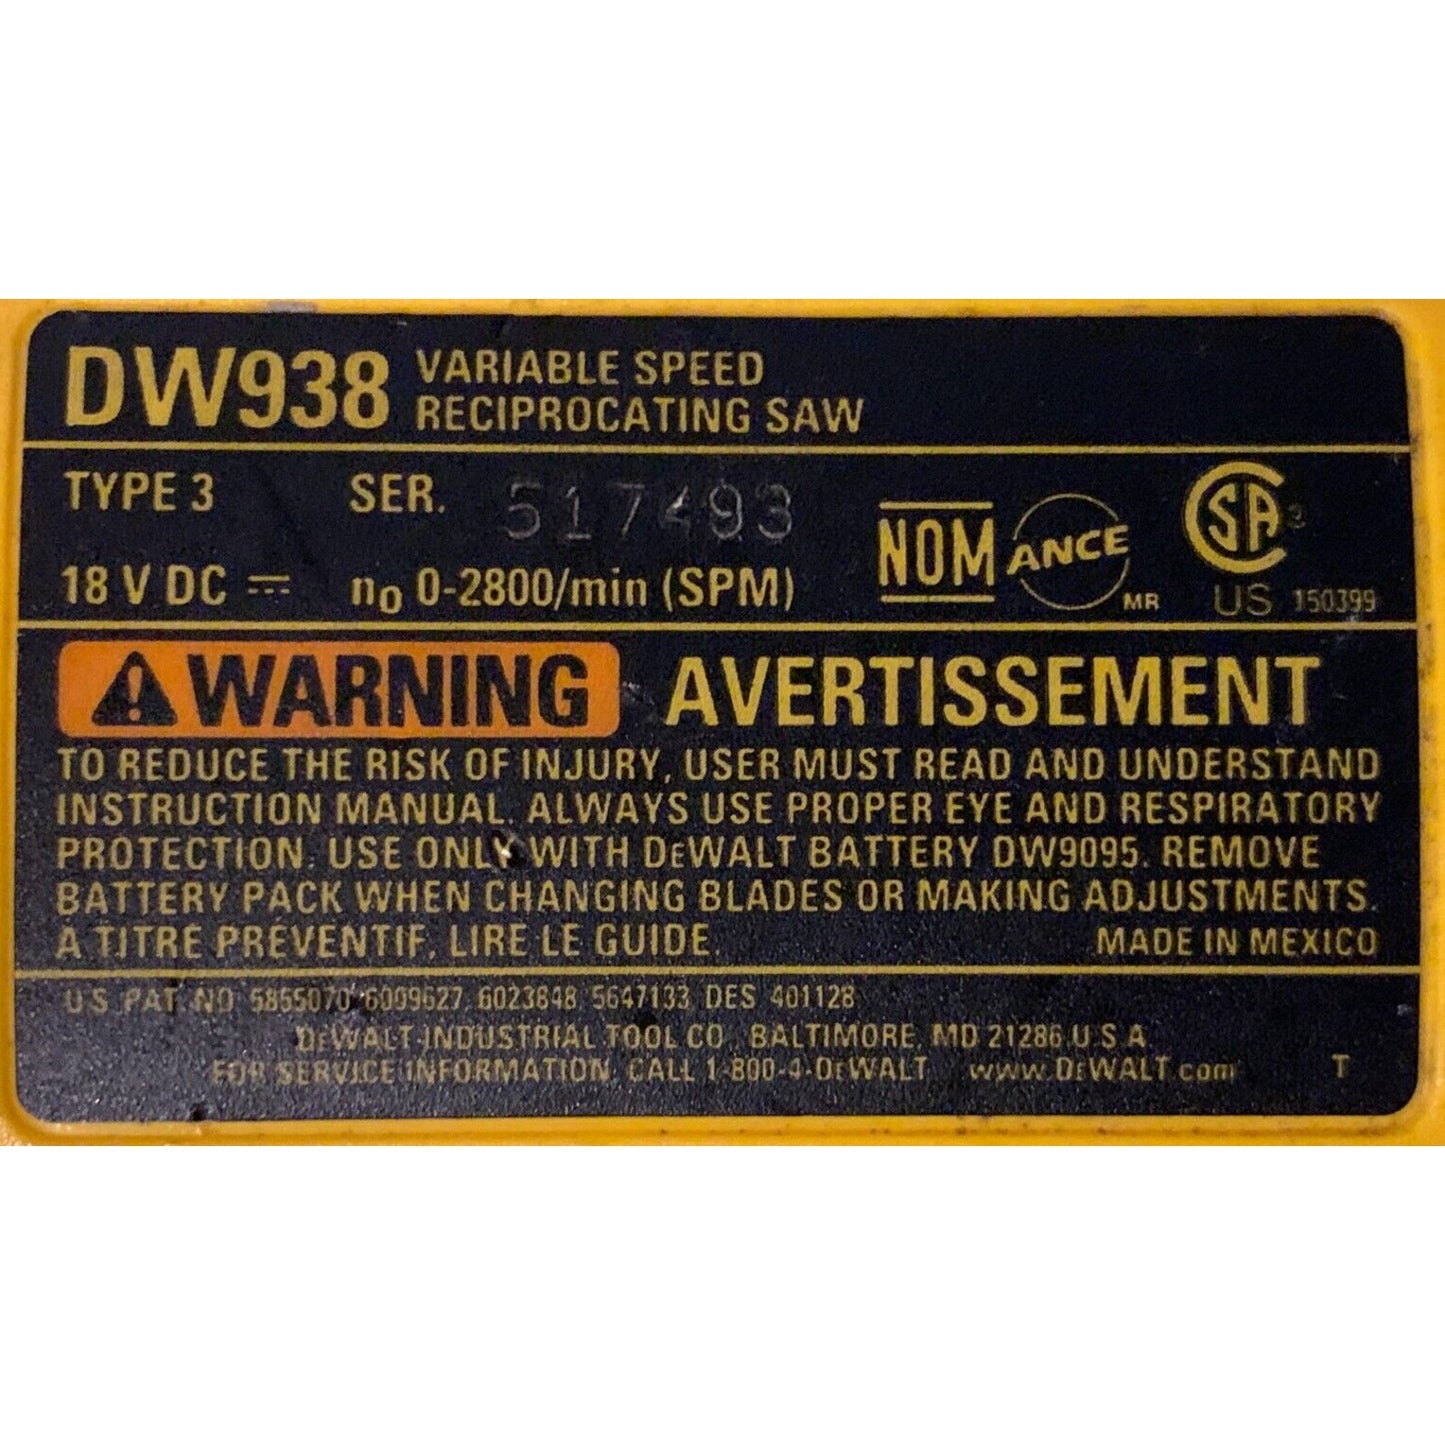 DW938 VARIABLE SPEED
RECIPROCATING SAW
TYPE 3 SER. 517493
18 V DC ⎓ n₀ 0-2800/min (SPM)
NOM ANCE MR
CSA
US 150399
WARNING AVERTISSEMENT
TO REDUCE THE RISK OF INJURY, USER MUST READ AND UNDERSTAND
INSTRUCTION MANUAL. ALWAYS USE PROPER EYE AND RESPIRATORY
PROTECTION. USE ONLY WITH DeWALT BATTERY DW9095. REMOVE
BATTERY PACK WHEN CHANGING BLADES OR MAKING ADJUSTMENTS.
A TITRE PRÉVENTIF, LIRE LE GUIDE. MADE IN MEXICO
U.S. PAT. NO. 5855070 6009627 6023848 5647133 DES 401128
DeWALT INDUSTRIAL TOOL CO., BALTIMORE, MD 21286 U.S.A.
FOR SERVICE INFORMATION, CALL 1-800-4-DeWALT www.DeWALT.com T